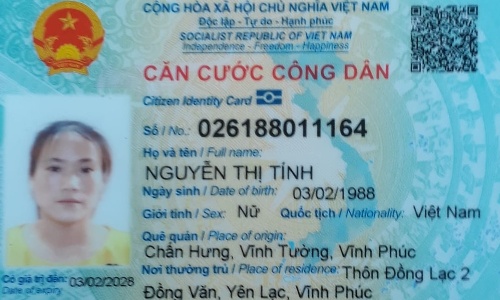 CỘNG HÒA XÃ HỘI CHỦ NGHĨA VIỆT NAM
Độc lập - Tự do - Hạnh phúc
SOCIALIST REPUBLIC OF VIET NAM
Independence - Freedom - Happiness
CĂN CƯỚC CÔNG DÂN
Citizen Identity Card
Số / No.: 026188011164
Họ và tên / Full name:
NGUYỄN THỊ TÍNH
Ngày sinh / Date of birth: 03/02/1988
Giới tính / Sex: Nữ Quốc tịch / Nationality: Việt Nam
Quê quán / Place of origin:
Chấn Hưng, Vĩnh Tường, Vĩnh Phúc
Nơi thường trú / Place of residence: Thôn Đồng Lạc 2
Đồng Văn, Yên Lạc, Vĩnh Phúc
Có giá trị đến: 03/02/2028
Date of expiry